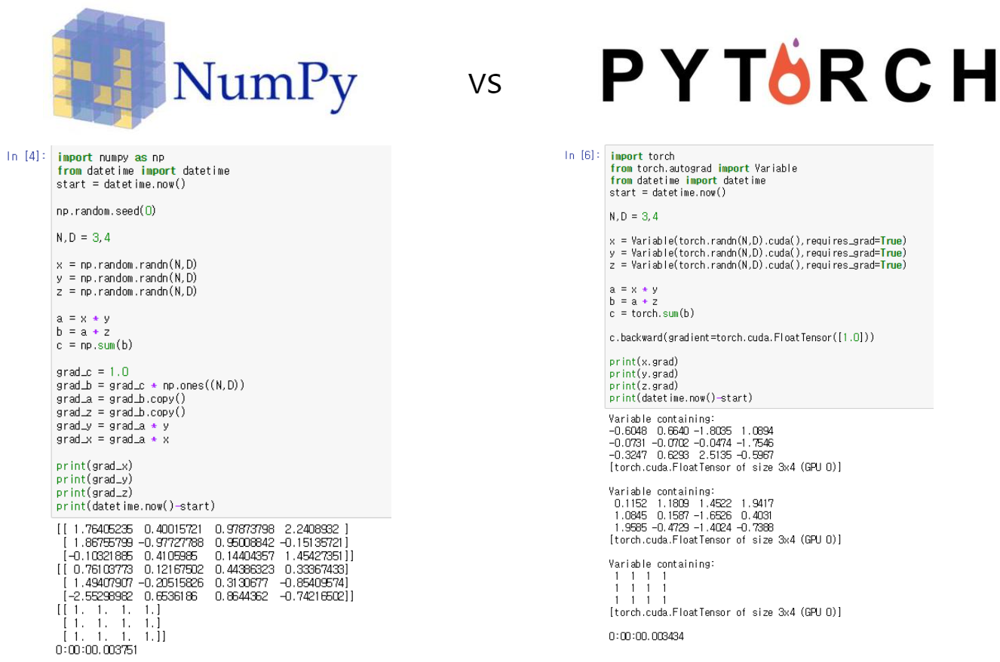 NumPy
VS
PYTORCH
In [4]:
import numpy as np
from datetime import datetime
start = datetime.now()
np.random.seed(0)
N,D = 3,4
x = np.random.randn(N,D)
y = np.random.randn(N,D)
z = np.random.randn(N,D)
a = x * y
b = a + z
c = np.sum(b)
grad_c = 1.0
grad_b = grad_c * np.ones((N,D))
grad_a = grad_b.copy()
grad_z = grad_b.copy()
grad_y = grad_a * y
grad_x = grad_a * x
print(grad_x)
print(grad_y)
print(grad_z)
print(datetime.now()-start)
[[ 1.76405235 0.40015721 0.97873798 2.2408932 ]
[ 1.86755799 -0.97727788 0.95008842 -0.15135721]
[-0.10321885 0.4105985 0.14404357 1.45427351]]
[[ 0.76103773 0.12167502 0.44386323 0.33367433]
[ 1.49407907 -0.20515826 0.3130677 -0.85409574]
[-2.55298982 0.6536186 0.8644362 -0.74216502]]
[[ 1. 1. 1. 1.]
[ 1. 1. 1. 1.]
[ 1. 1. 1. 1.]]
0:00:00.003751
In [6]:
import torch
from torch.autograd import Variable
from datetime import datetime
start = datetime.now()
N,D = 3,4
x = Variable(torch.randn(N,D).cuda(),requires_grad=True)
y = Variable(torch.randn(N,D).cuda(),requires_grad=True)
z = Variable(torch.randn(N,D).cuda(),requires_grad=True)
a = x * y
b = a + z
c = torch.sum(b)
c.backward(gradient=torch.cuda.FloatTensor([1.0]))
print(x.grad)
print(y.grad)
print(z.grad)
print(datetime.now()-start)
Variable containing:
-0.6048 0.6640 -1.8035 1.0894
-0.0731 -0.0702 -0.0474 -1.7546
-0.3247 0.6293 2.5135 -0.5967
[torch.cuda.FloatTensor of size 3x4 (GPU 0)]
Variable containing:
0.1152 1.1809 1.4522 1.9417
1.0845 0.1587 -1.6526 0.4031
1.9585 -0.4729 -1.4024 -0.7388
[torch.cuda.FloatTensor of size 3x4 (GPU 0)]
Variable containing:
1 1 1 1
1 1 1 1
1 1 1 1
[torch.cuda.FloatTensor of size 3x4 (GPU 0)]
0:00:00.003434